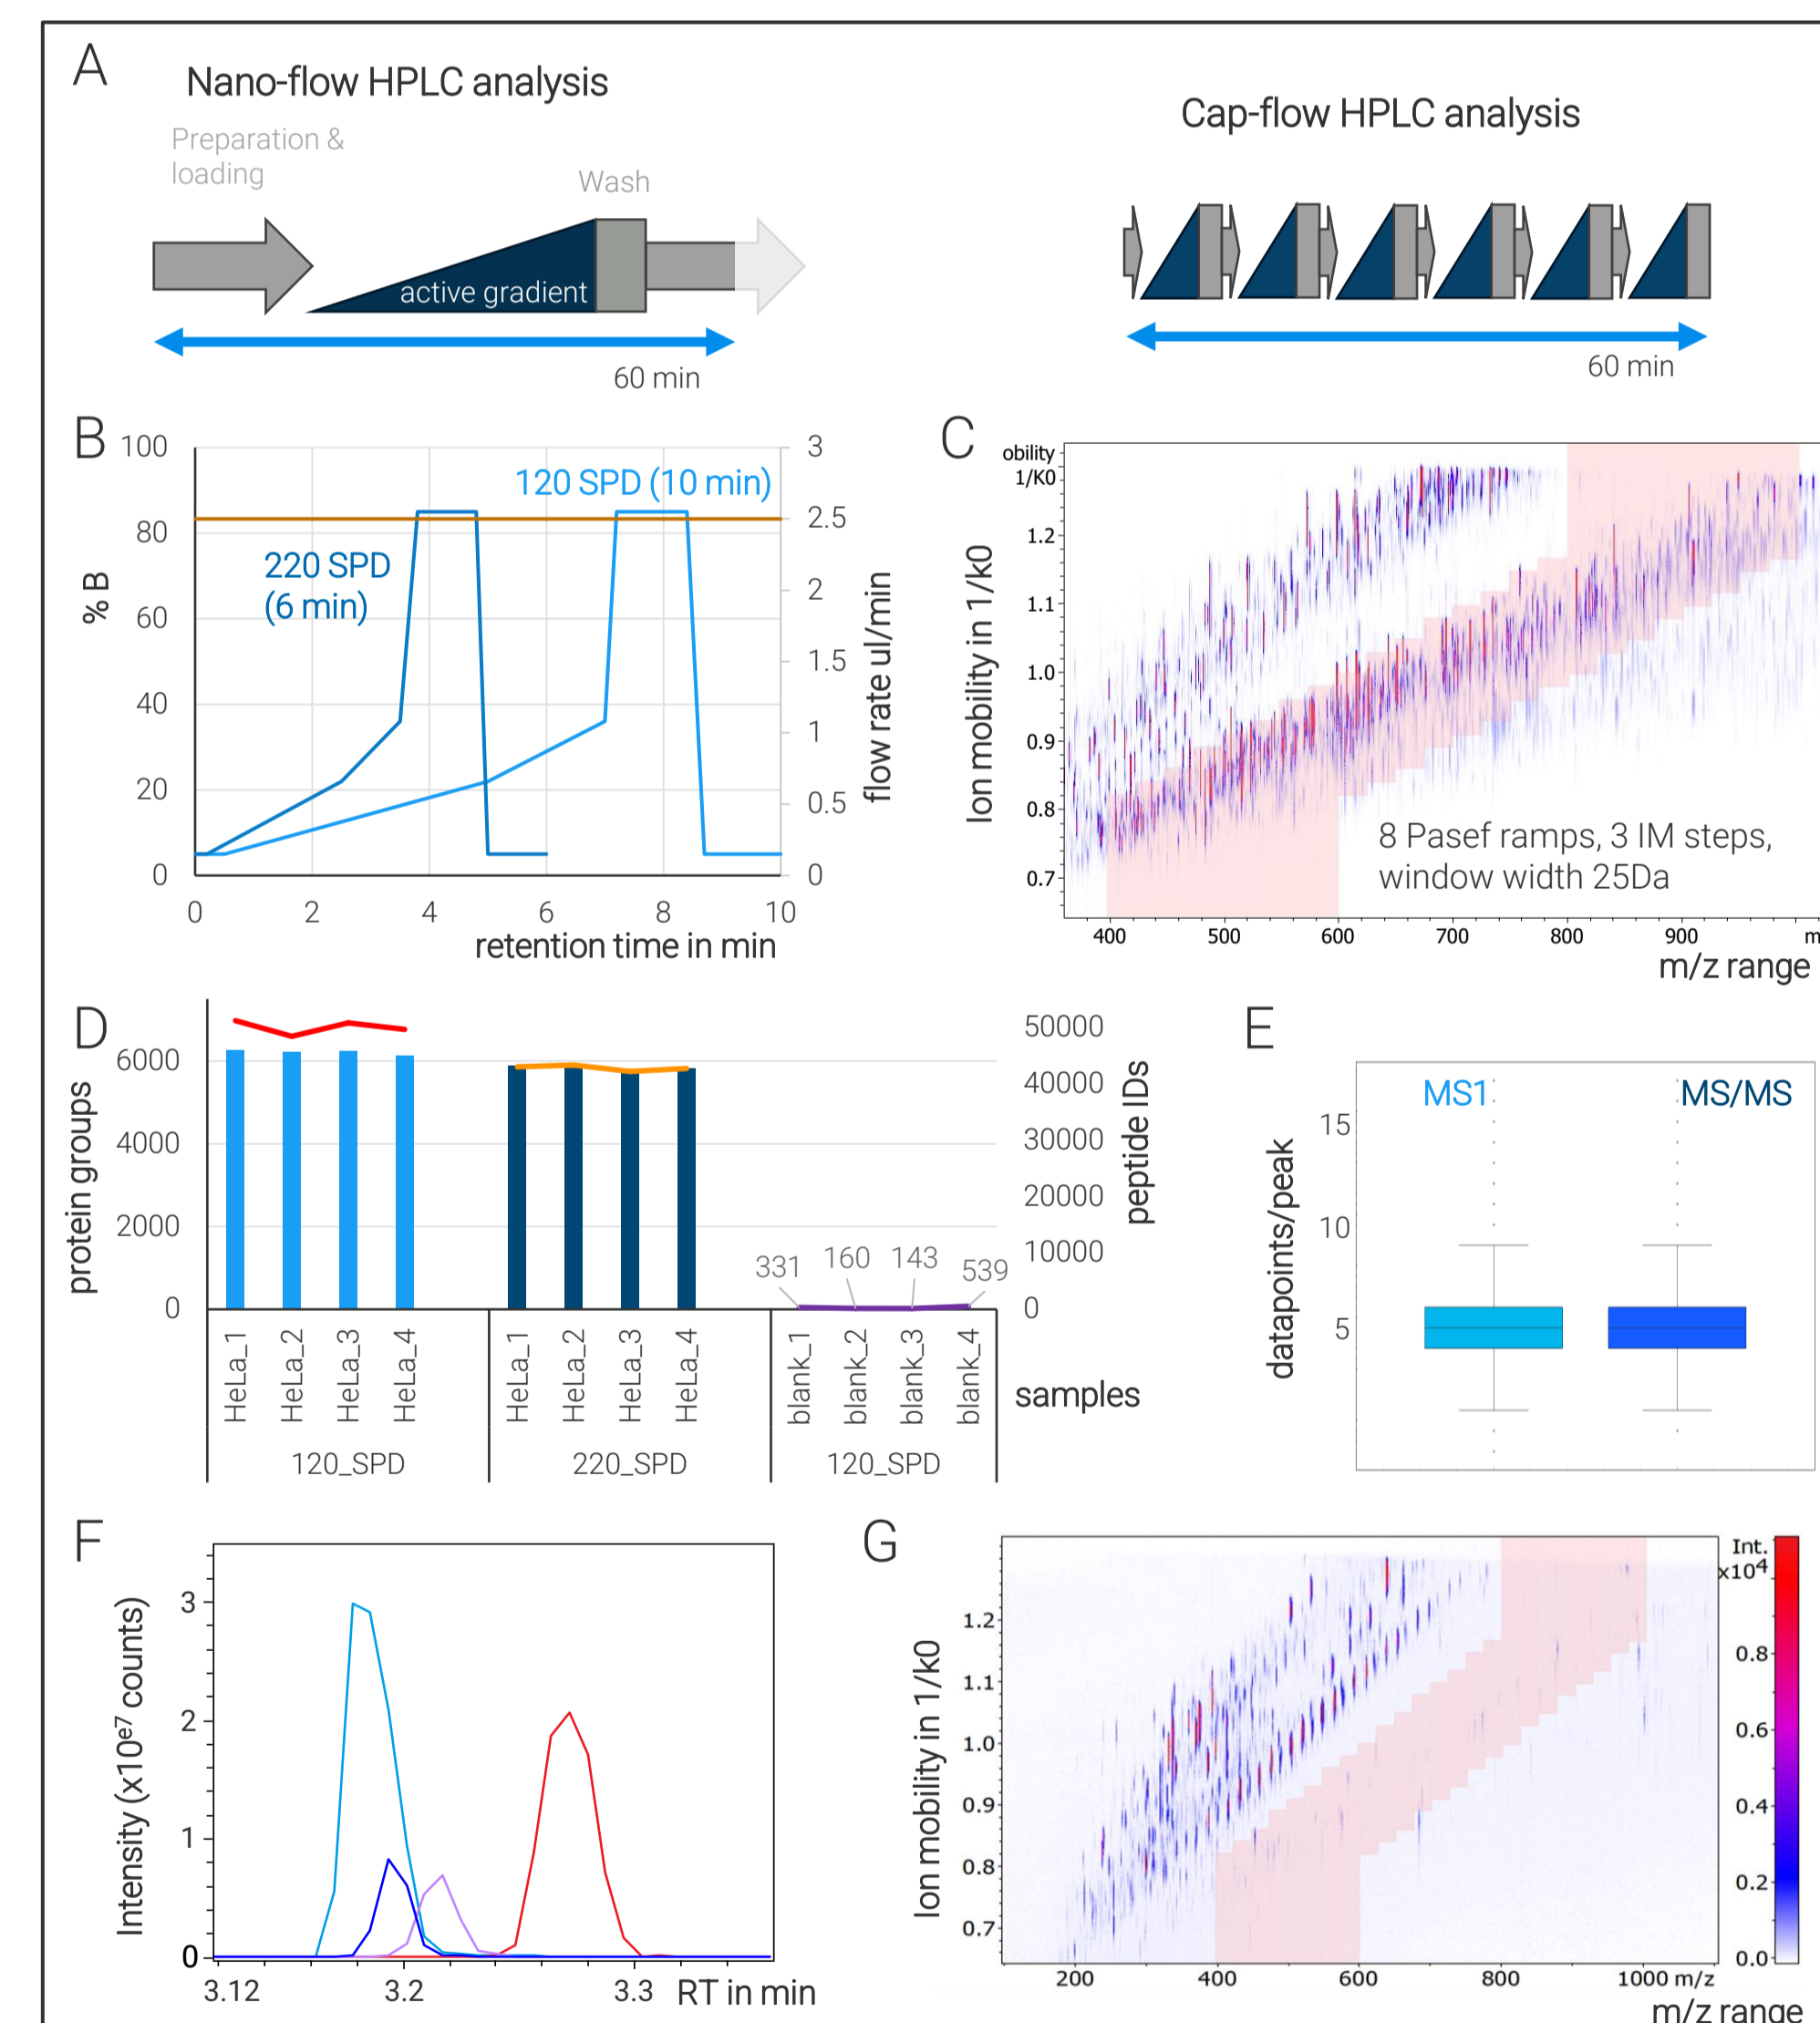 A
Nano-flow HPLC analysis
Preparation &
loading
Wash
active gradient
60 min
Cap-flow HPLC analysis
60 min
B
100
80
60
40
20
0
% B
120 SPD (10 min)
220 SPD
(6 min)
3
2.5
2
1.5
1
0.5
0
flow rate ul/min
0 2 4 6 8 10
retention time in min
C
obility
1/K0
1.2
1.1
1.0
0.9
0.8
0.7
Ion mobility in 1/k0
8 Pasef ramps, 3 IM steps,
window width 25Da
400 500 600 700 800 900 m
m/z range
D
6000
4000
2000
0
protein groups
50000
40000
30000
20000
10000
0
peptide IDs
331 160 143 539
HeLa_1 HeLa_2 HeLa_3 HeLa_4 HeLa_1 HeLa_2 HeLa_3 HeLa_4 blank_1 blank_2 blank_3 blank_4
samples
120_SPD 220_SPD 120_SPD
E
MS1 MS/MS
15
10
5
datapoints/peak
F
3
2
1
0
Intensity (x10e7 counts)
3.12 3.2 3.3 RT in min
G
1.2
1.1
1.0
0.9
0.8
0.7
Ion mobility in 1/k0
Int.
x10⁴
0.8
0.6
0.4
0.2
0.0
200 400 600 800 1000 m/z
m/z range